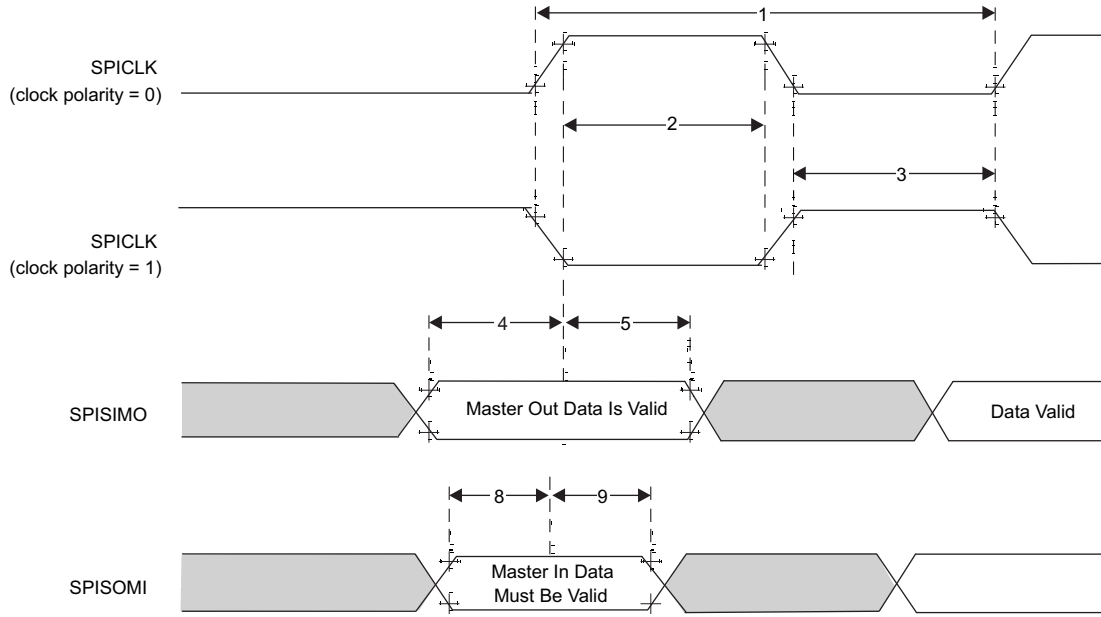 1
SPICLK
(clock polarity = 0)
2
3
SPICLK
(clock polarity = 1)
4
5
SPISIMO
Master Out Data Is Valid
Data Valid
8
9
SPISOMI
Master In Data
Must Be Valid